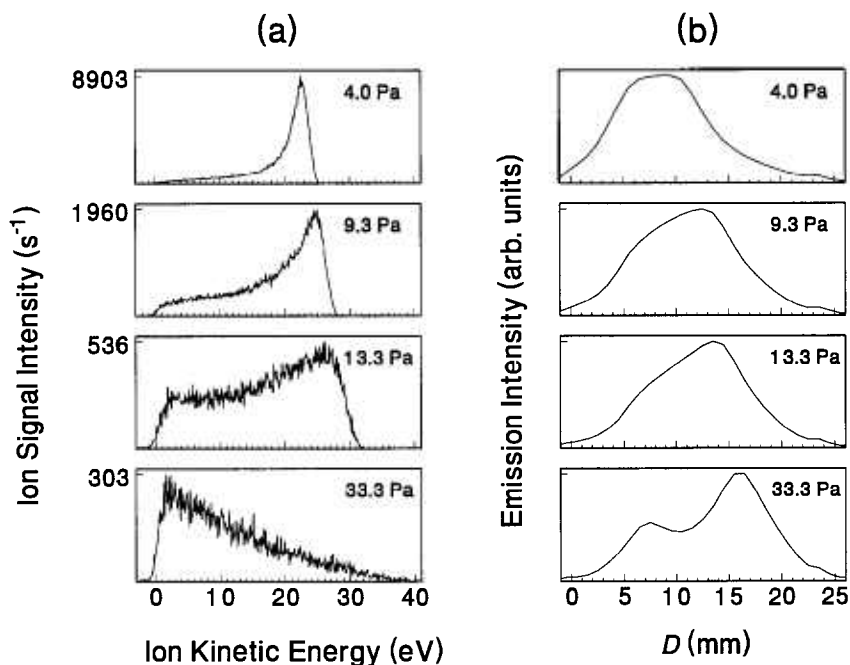 (a)
8903
4.0 Pa
1960
9.3 Pa
536
13.3 Pa
303
33.3 Pa
0 10 20 30 40
Ion Signal Intensity (s⁻¹)
Ion Kinetic Energy (eV)
(b)
4.0 Pa
9.3 Pa
13.3 Pa
33.3 Pa
0 5 10 15 20 25
Emission Intensity (arb. units)
D (mm)